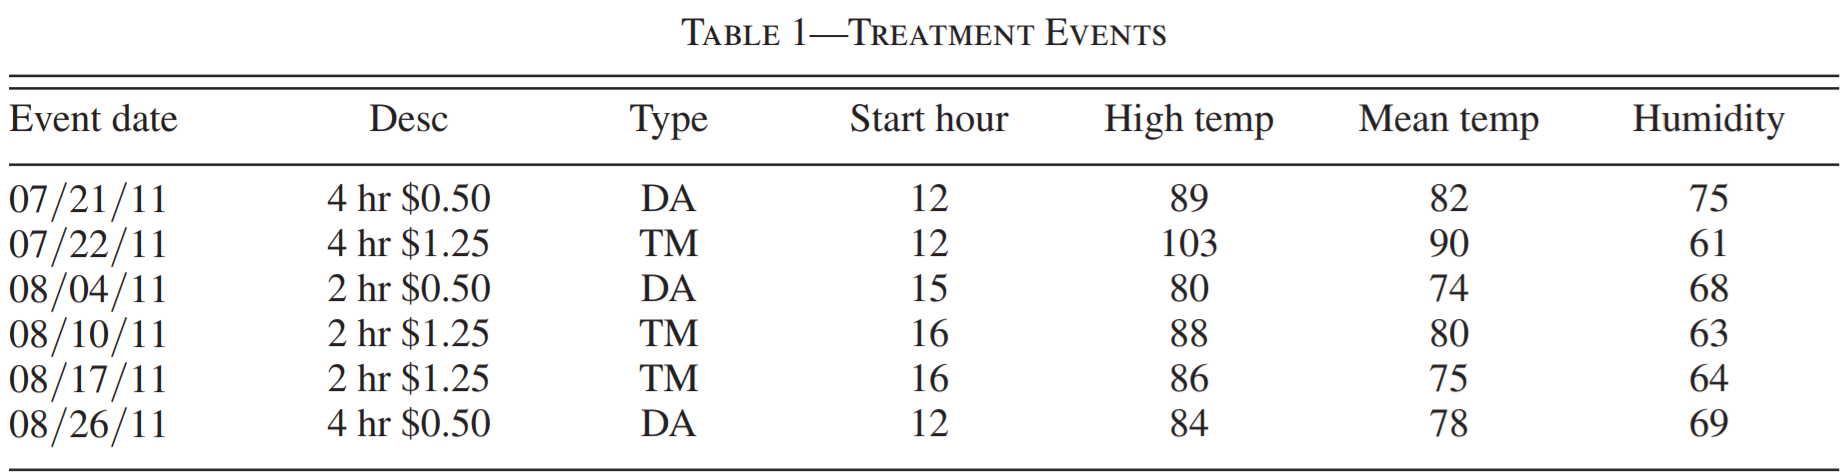 TABLE 1—TREATMENT EVENTS
Event date Desc Type Start hour High temp Mean temp Humidity
07/21/11 4 hr $0.50 DA 12 89 82 75
07/22/11 4 hr $1.25 TM 12 103 90 61
08/04/11 2 hr $0.50 DA 15 80 74 68
08/10/11 2 hr $1.25 TM 16 88 80 63
08/17/11 2 hr $1.25 TM 16 86 75 64
08/26/11 4 hr $0.50 DA 12 84 78 69